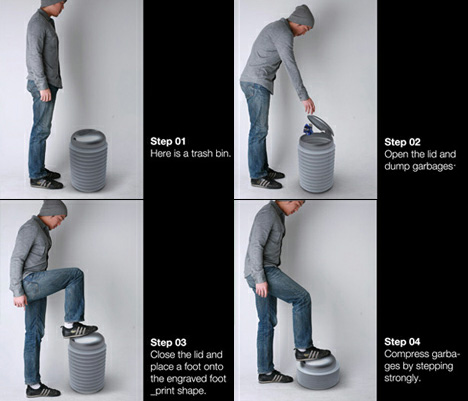 Step 01
Here is a trash bin.
Step 02
Open the lid and
dump garbages·
Step 03
Close the lid and
place a foot onto
the engraved foot
_print shape.
Step 04
Compress garba-
ges by stepping
strongly.